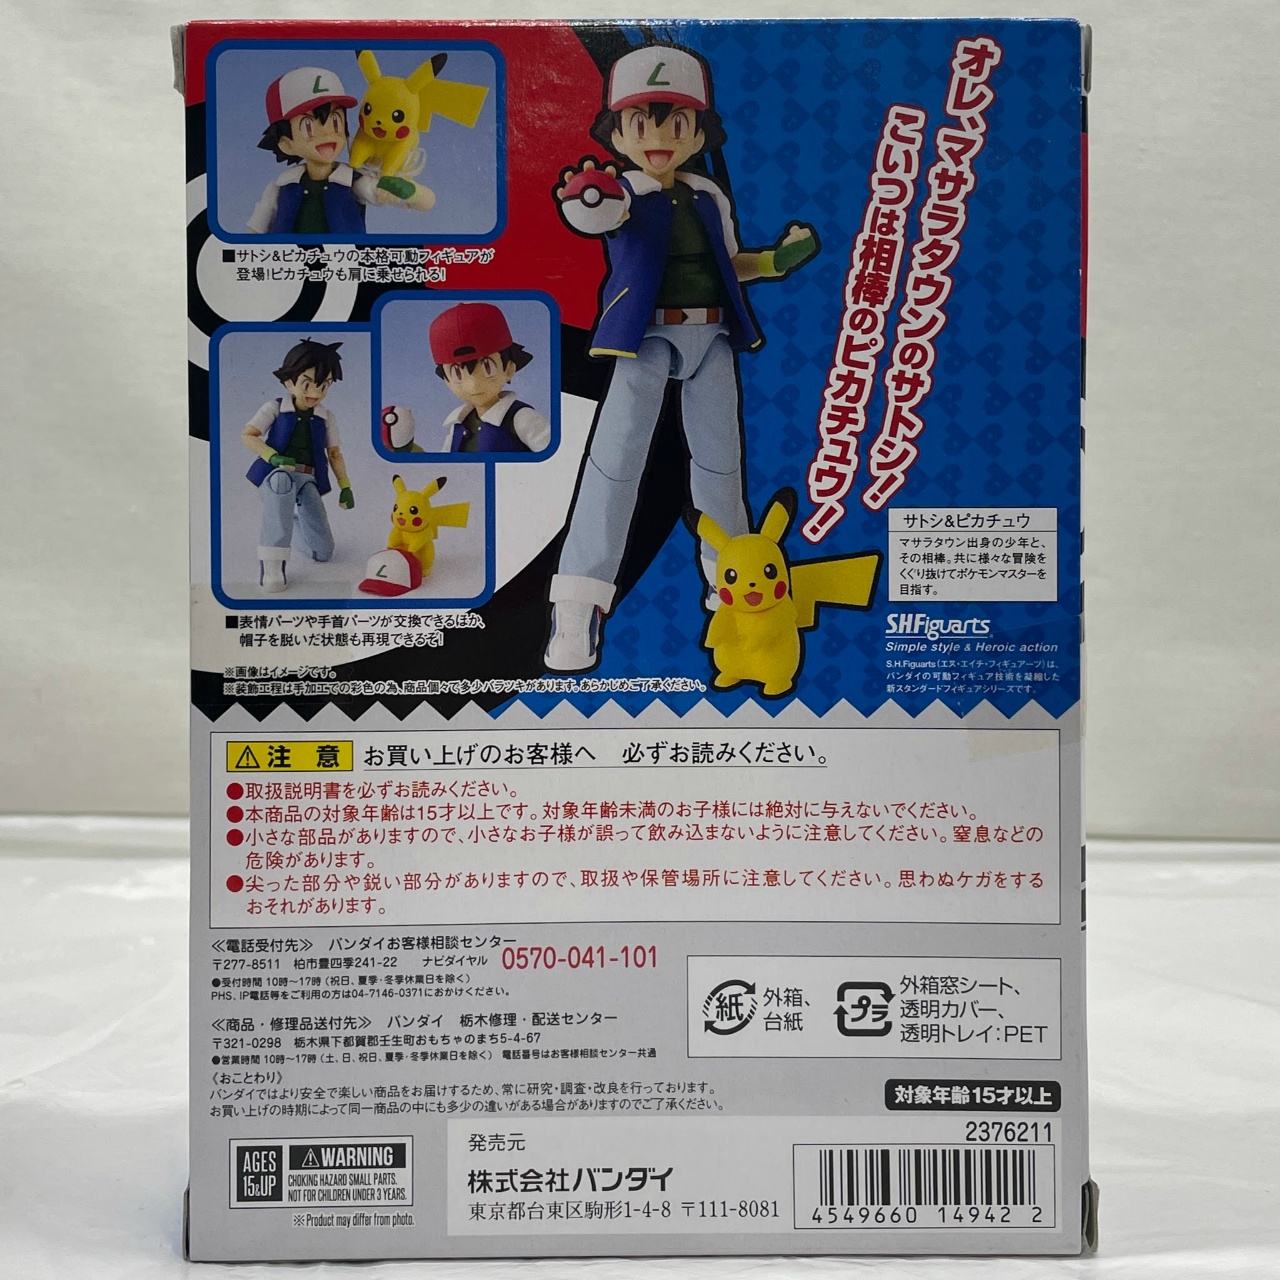 オレ、マサラタウンのサトシ!
こいつは相棒のピカチュウ!
■サトシ&ピカチュウの本格可動フィギュアが
登場!ピカチュウも肩に乗せられる!
■表情パーツや手首パーツが交換できるほか、
帽子を脱いだ状態も再現できるぞ!
※画像はイメージです。
※装飾工程は手加工での彩色の為、商品個々で多少バラツキがあります。あらかじめご了承ください。
サトシ&ピカチュウ
マサラタウン出身の少年と、
その相棒。共に様々な冒険を
くぐり抜けてポケモンマスターを
目指す。
S.H.Figuarts
Simple style & Heroic action
S.H.Figuarts(エス・エイチ・フィギュアーツ)は、
バンダイの可動フィギュア技術を凝縮した
新スタンダードフィギュアシリーズです。
⚠注 意 お買い上げのお客様へ 必ずお読みください。
●取扱説明書を必ずお読みください。
●本商品の対象年齢は15才以上です。対象年齢未満のお子様には絶対に与えないでください。
●小さな部品がありますので、小さなお子様が誤って飲み込まないように注意してください。窒息などの
危険があります。
●尖った部分や鋭い部分がありますので、取扱や保管場所に注意してください。思わぬケガをする
おそれがあります。
≪電話受付先≫ バンダイお客様相談センター
〒277-8511 柏市豊四季241-22 ナビダイヤル 0570-041-101
●受付時間 10時〜17時(祝日、夏季・冬季休業日を除く)
PHS、IP電話等をご利用の方は04-7146-0371におかけください。
≪商品・修理品送付先≫ バンダイ 栃木修理・配送センター
〒321-0298 栃木県下都賀郡壬生町おもちゃのまち5-4-67
●営業時間 10時〜17時(土、日、祝日、夏季・冬季休業日を除く) 電話番号はお客様相談センター共通
《おことわり》
バンダイではより安全で楽しい商品をお届けするため、常に研究・調査・改良を行っております。
お買い上げの時期によって同一商品の中にも多少の違いがある場合がありますのでご了承ください。
紙 外箱、
台紙
プラ 外箱窓シート、
透明カバー、
透明トレイ:PET
対象年齢15才以上
AGES
15&UP
⚠WARNING
CHOKING HAZARD SMALL PARTS.
NOT FOR CHILDREN UNDER 3 YEARS.
※Product may differ from photo.
2376211
発売元
株式会社バンダイ
東京都台東区駒形1-4-8 〒111-8081
4549660 14942 2